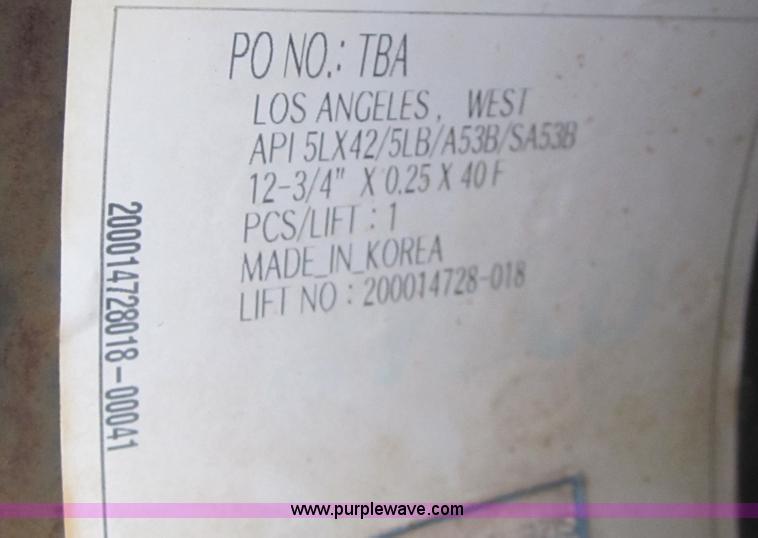 PO NO.: TBA
LOS ANGELES, WEST
API 5LX42/5LB/A53B/SA53B
12-3/4" X 0.25 X 40 F
PCS/LIFT : 1
MADE_IN_KOREA
LIFT NO : 200014728-018
200014728018-00041
www.purplewave.com